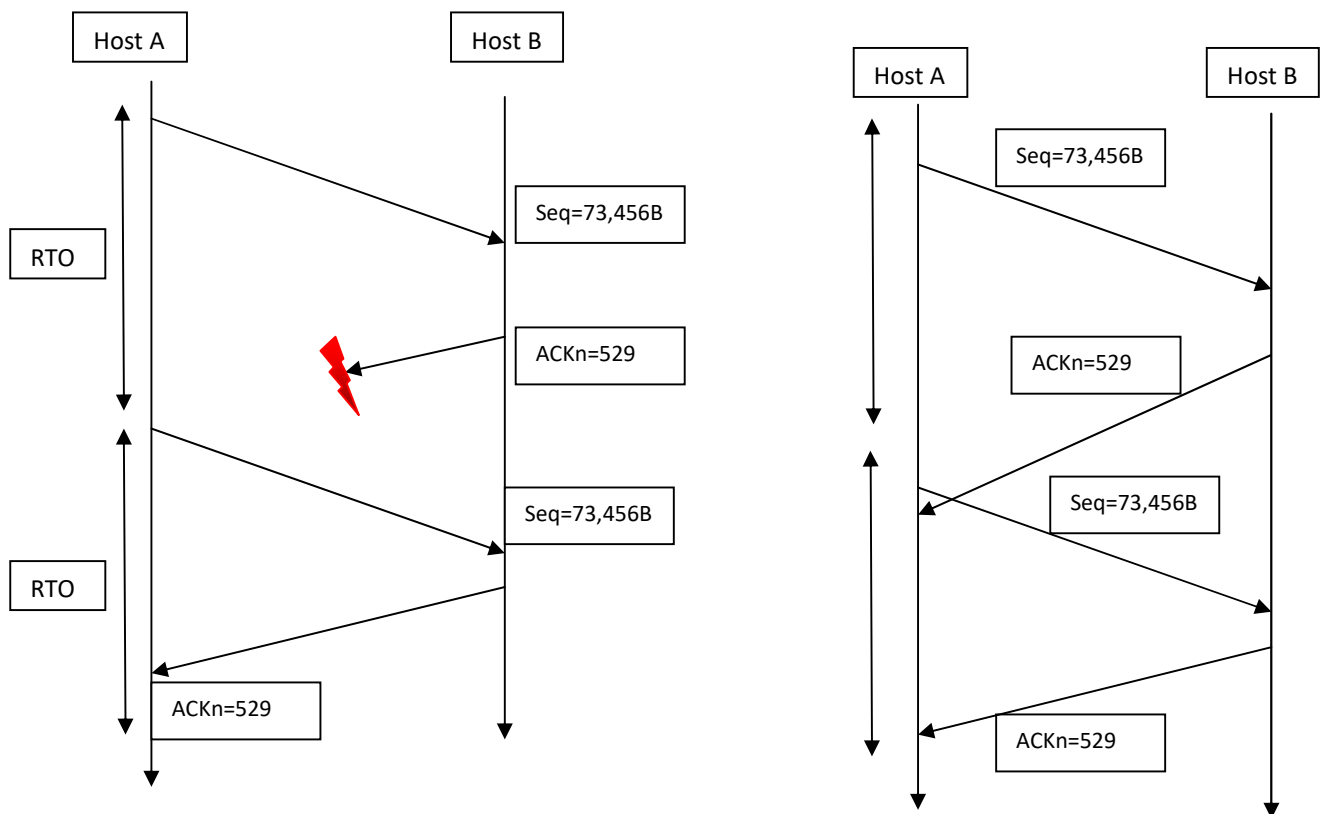 Host A
Host B
Seq=73,456B
RTO
ACKn=529
Seq=73,456B
RTO
ACKn=529
Host A
Host B
Seq=73,456B
ACKn=529
Seq=73,456B
ACKn=529